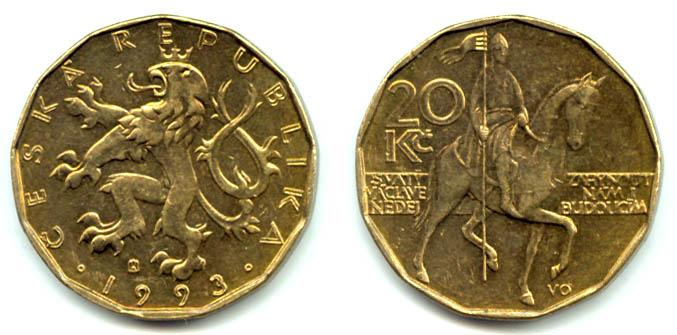 ČESKÁ REPUBLIKA
• 1993 •
20
Kč
SVATÝ
VÁCLAVE
NEDEJ
ZAHYNOUT
NÁM I
BUDOUCÍM
VO